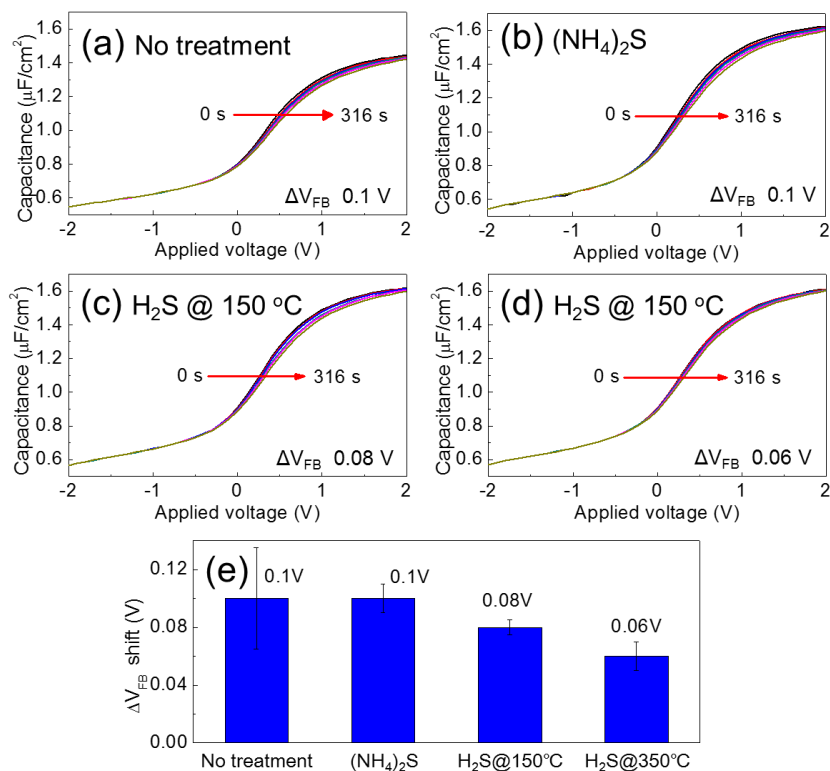 (a) No treatment
Capacitance (μF/cm²)
1.6
1.4
1.2
1.0
0.8
0.6
0 s
316 s
ΔV_FB 0.1 V
-2 -1 0 1 2
Applied voltage (V)
(b) (NH₄)₂S
Capacitance (μF/cm²)
1.6
1.4
1.2
1.0
0.8
0.6
0 s
316 s
ΔV_FB 0.1 V
-2 -1 0 1 2
Applied voltage (V)
(c) H₂S @ 150 °C
Capacitance (μF/cm²)
1.6
1.4
1.2
1.0
0.8
0.6
0 s
316 s
ΔV_FB 0.08 V
-2 -1 0 1 2
Applied voltage (V)
(d) H₂S @ 150 °C
Capacitance (μF/cm²)
1.6
1.4
1.2
1.0
0.8
0.6
0 s
316 s
ΔV_FB 0.06 V
-2 -1 0 1 2
Applied voltage (V)
(e)
ΔV_FB shift (V)
0.12
0.08
0.04
0.00
0.1V
0.1V
0.08V
0.06V
No treatment
(NH₄)₂S
H₂S@150℃
H₂S@350℃